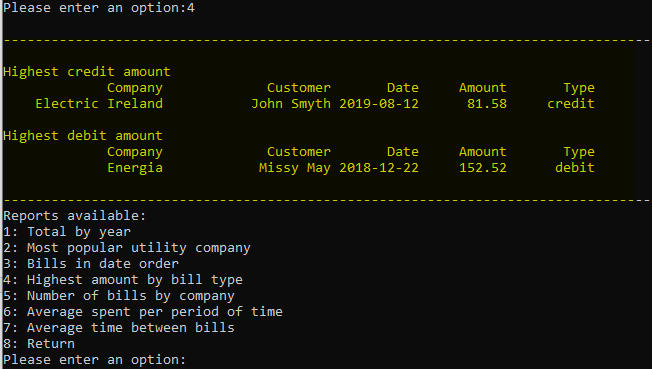 Please enter an option:4
---------------------------------------------------------------------------------
Highest credit amount
Company Customer Date Amount Type
Electric Ireland John Smyth 2019-08-12 81.58 credit
Highest debit amount
Company Customer Date Amount Type
Energia Missy May 2018-12-22 152.52 debit
---------------------------------------------------------------------------------
Reports available:
1: Total by year
2: Most popular utility company
3: Bills in date order
4: Highest amount by bill type
5: Number of bills by company
6: Average spent per period of time
7: Average time between bills
8: Return
Please enter an option: